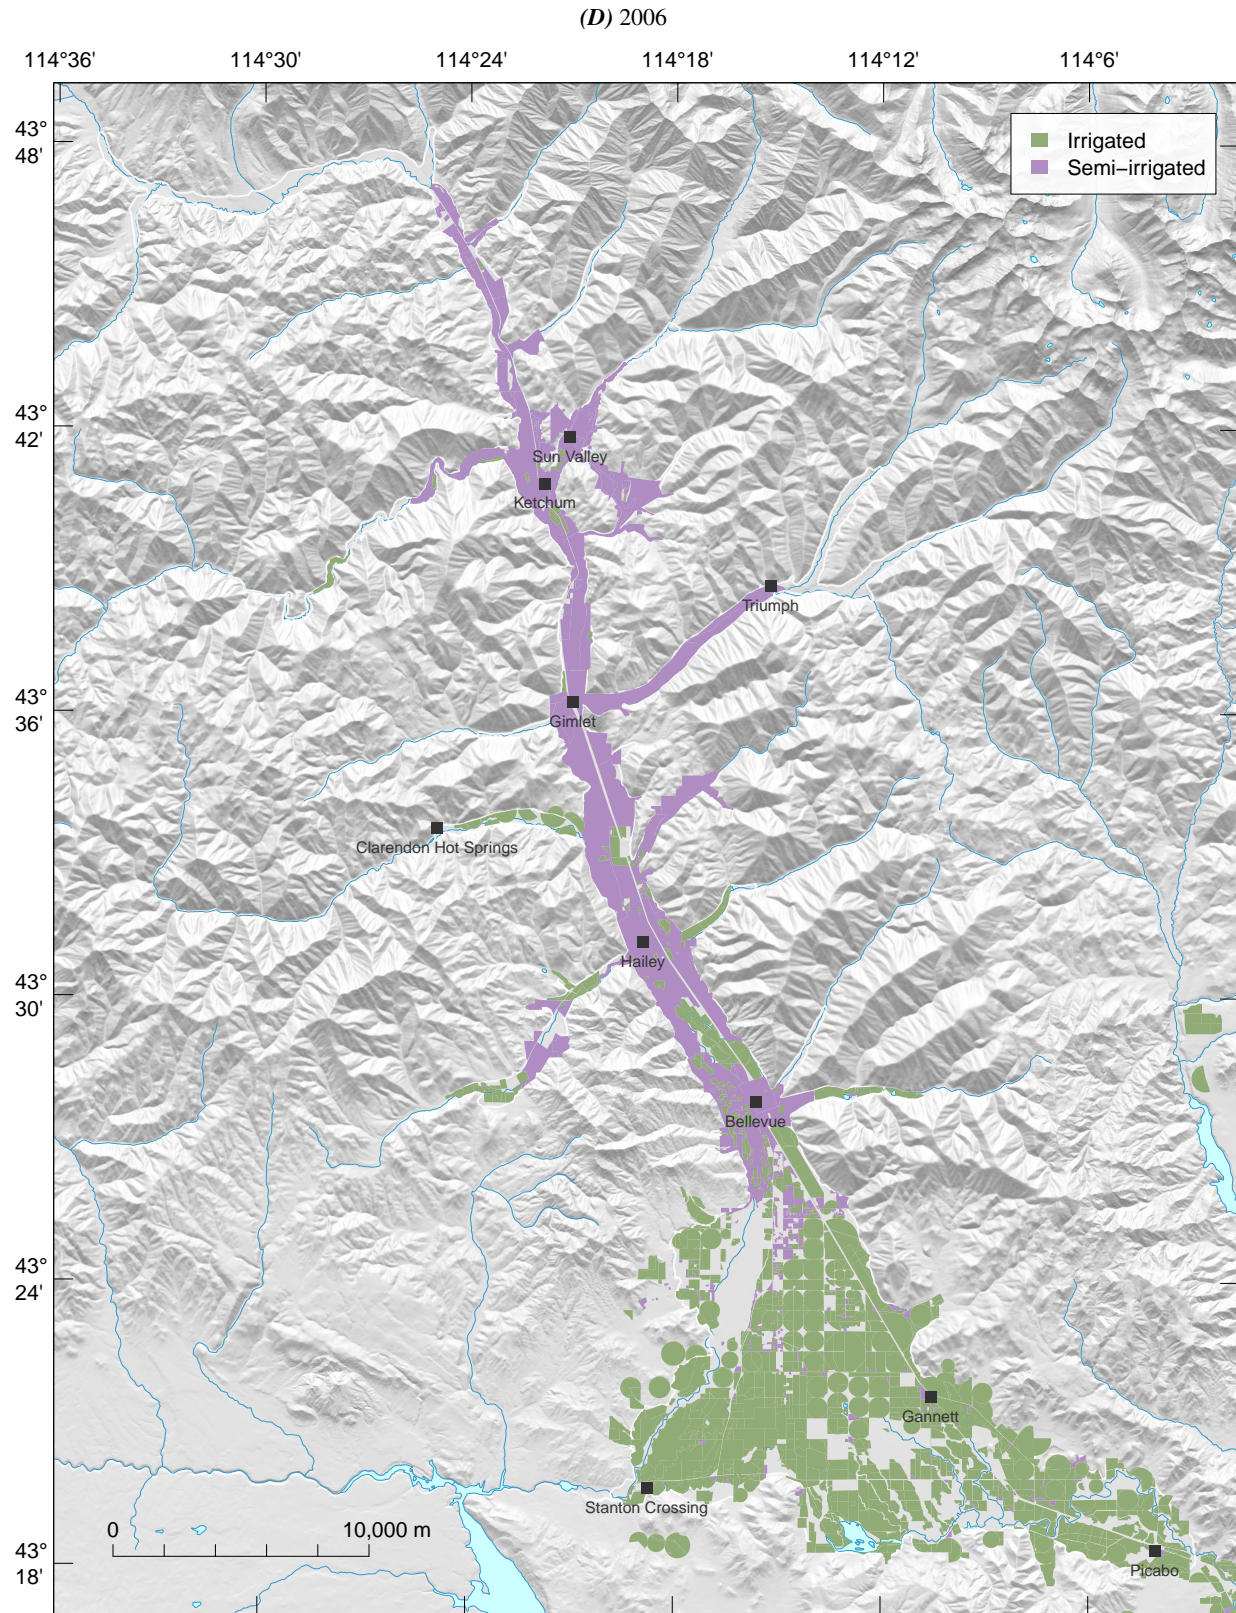 (D) 2006
114°36' 114°30' 114°24' 114°18' 114°12' 114°6'
43°
48'
Irrigated
Semi−irrigated
43°
42'
Sun Valley
Ketchum
Triumph
43°
36'
Gimlet
Clarendon Hot Springs
Hailey
43°
30'
Bellevue
43°
24'
Gannett
Stanton Crossing
0 10,000 m
43°
18'
Picabo